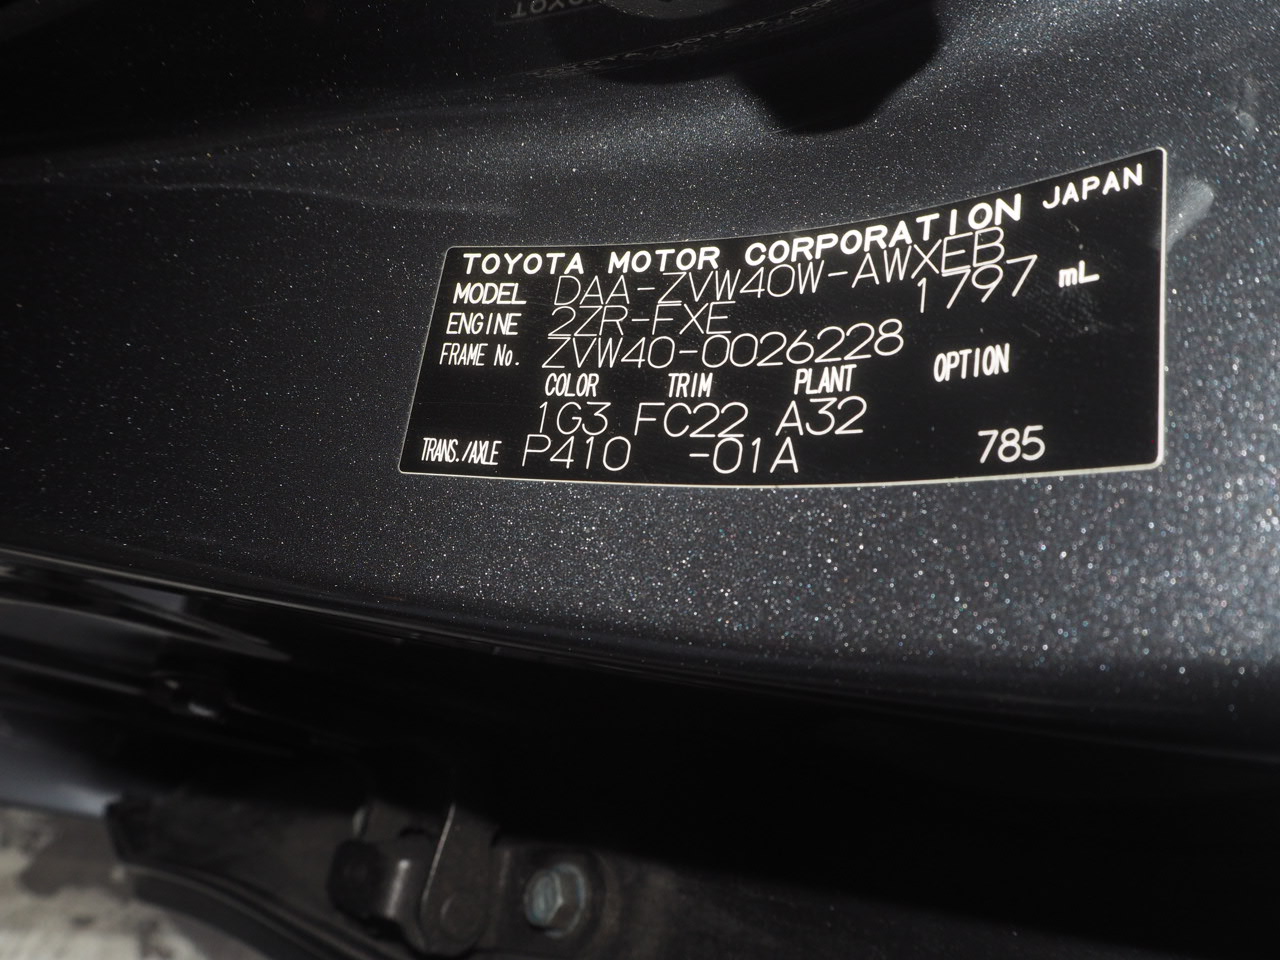 TOYOTA MOTOR CORPORATION JAPAN
MODEL DAA-ZVW40W-AWXEB
ENGINE 2ZR-FXE 1797 mL
FRAME No. ZVW40-0026228
COLOR TRIM PLANT OPTION
1G3 FC22 A32
TRANS./AXLE P410 -01A 785